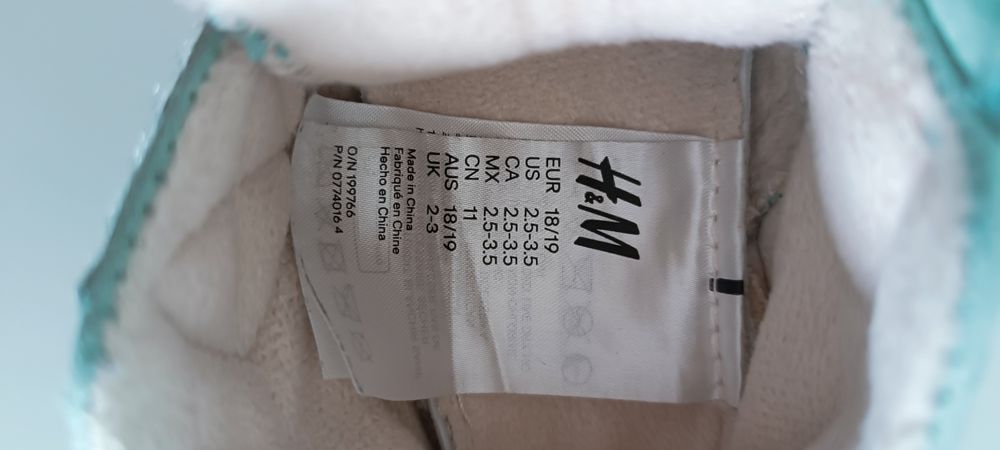 H&M
EUR 18/19
US 2.5-3.5
CA 2.5-3.5
MX 2.5-3.5
CN 11
AUS 18/19
UK 2-3
Made in China
Fabriqué en Chine
Hecho en China
O/N 199766
P/N 0774016 4